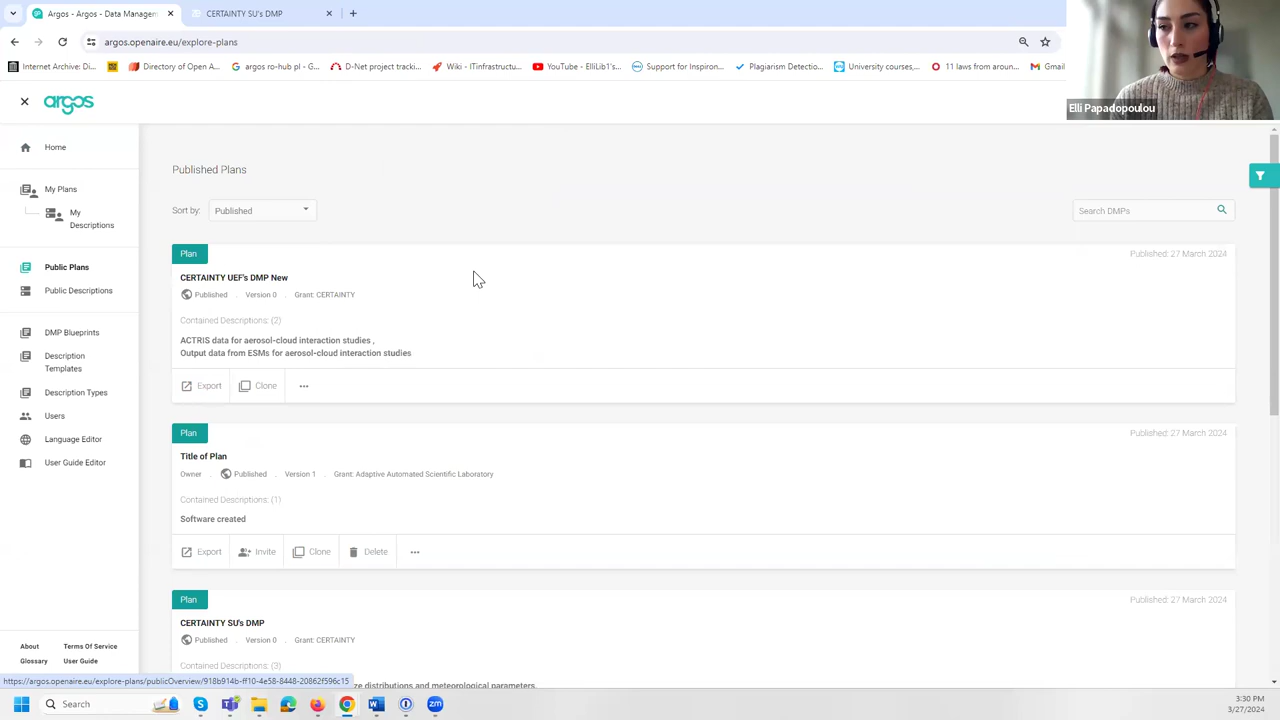 Argos - Argos - Data Managem
CERTAINTY SU's DMP
argos.openaire.eu/explore-plans
Internet Archive: Di...
Directory of Open A...
argos ro-hub pl - G...
D-Net project tracki...
Wiki - ITinfrastructu...
YouTube - ElliLib1's...
Support for Inspiron...
Plagiarism Detectio...
University courses,...
11 laws from aroun...
Gmail
Elli Papadopoulou
argos
Home
My Plans
My
Descriptions
Public Plans
Public Descriptions
DMP Blueprints
Description
Templates
Description Types
Users
Language Editor
User Guide Editor
About
Terms Of Service
Glossary
User Guide
Published Plans
Sort by:
Published
Search DMPs
Plan
Published: 27 March 2024
CERTAINTY UEF's DMP New
Published . Version 0 . Grant: CERTAINTY
Contained Descriptions: (2)
ACTRIS data for aerosol-cloud interaction studies ,
Output data from ESMs for aerosol-cloud interaction studies
Export
Clone
...
Plan
Published: 27 March 2024
Title of Plan
Owner . Published . Version 1 . Grant: Adaptive Automated Scientific Laboratory
Contained Descriptions: (1)
Software created
Export
Invite
Clone
Delete
...
Plan
Published: 27 March 2024
CERTAINTY SU's DMP
Published . Version 0 . Grant: CERTAINTY
Contained Descriptions: (3)
ze distributions and meteorological parameters.
https://argos.openaire.eu/explore-plans/publicOverview/918b914b-ff10-4e58-8448-20862f596c15
Search
3:30 PM
3/27/2024